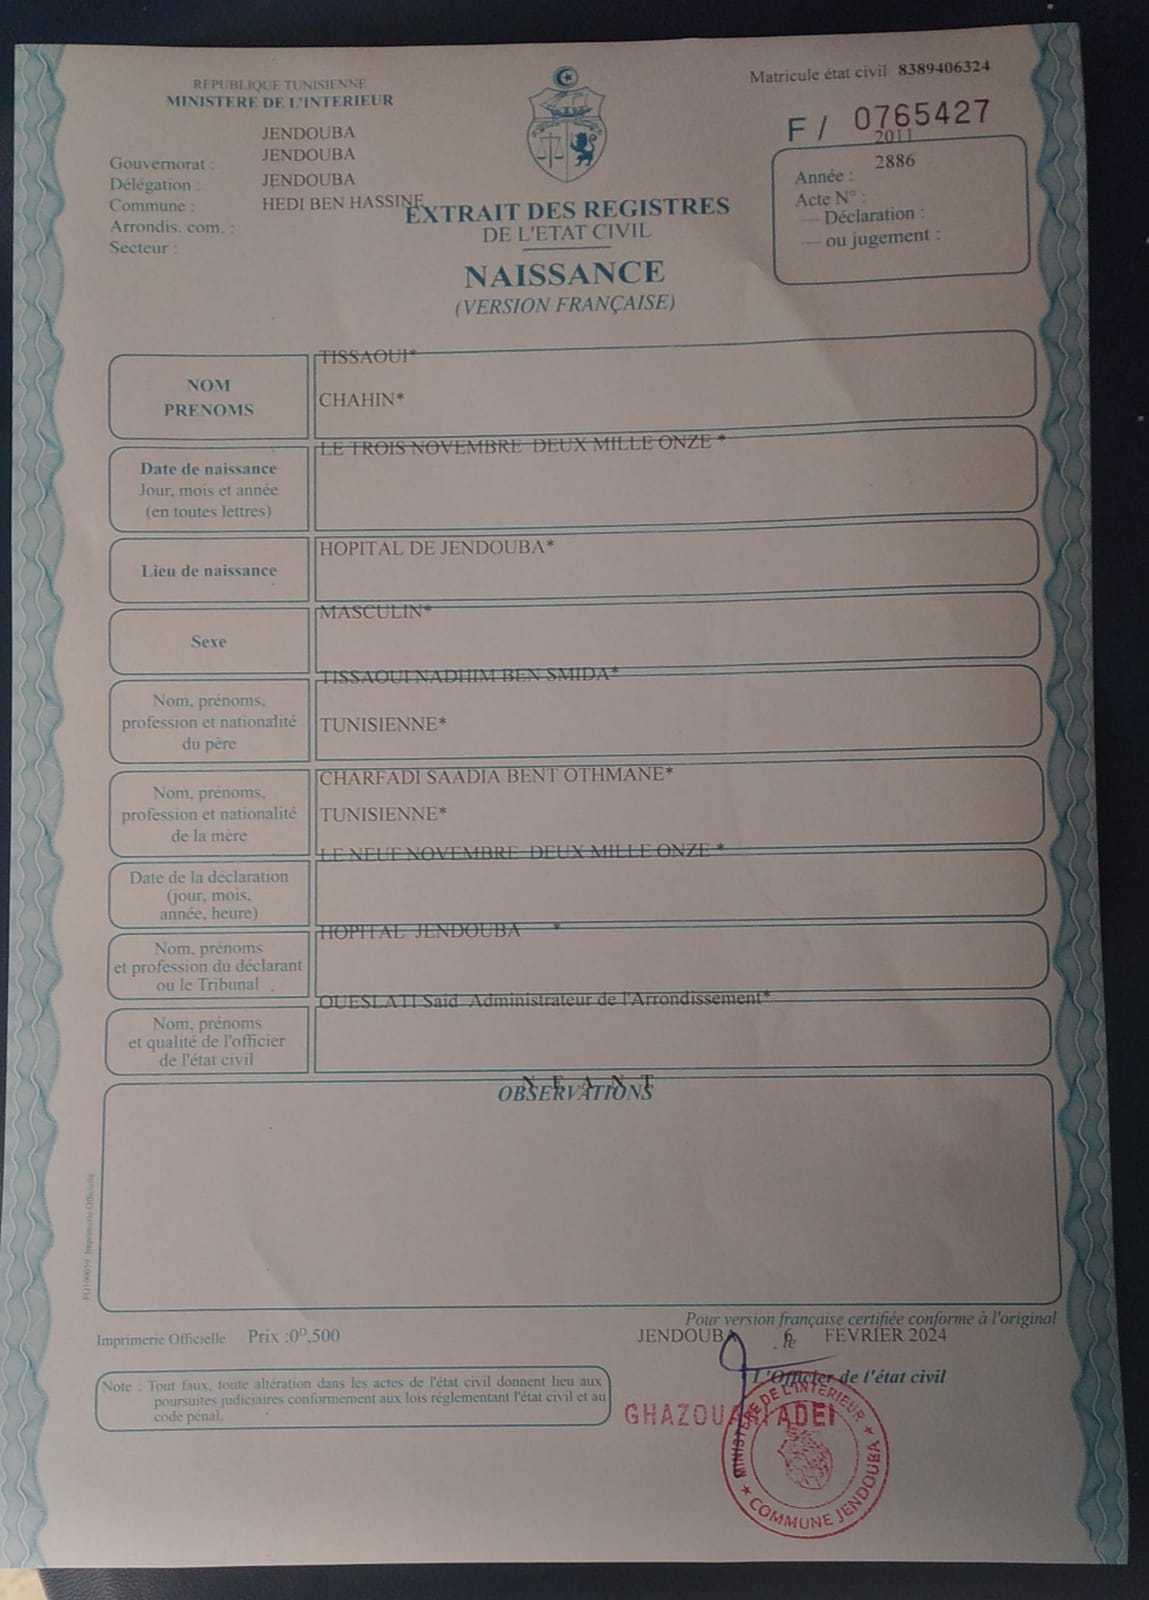 REPUBLIQUE TUNISIENNE
MINISTERE DE L'INTERIEUR
Matricule état civil 8389406324
F / 0765427
JENDOUBA
JENDOUBA
JENDOUBA
HEDI BEN HASSINE
Gouvernorat :
Délégation :
Commune :
Arrondis. com. :
Secteur :
2011
2886
Année :
Acte N° :
— Déclaration :
— ou jugement :
EXTRAIT DES REGISTRES
DE L'ETAT CIVIL
NAISSANCE
(VERSION FRANÇAISE)
NOM
PRENOMS
TISSAOUI*
CHAHIN*
Date de naissance
Jour, mois et année
(en toutes lettres)
LE TROIS NOVEMBRE DEUX MILLE ONZE *
Lieu de naissance
HOPITAL DE JENDOUBA*
Sexe
MASCULIN*
Nom, prénoms,
profession et nationalité
du père
TISSAOUI NADHIM BEN SMIDA*
TUNISIENNE*
Nom, prénoms,
profession et nationalité
de la mère
CHARFADI SAADIA BENT OTHMANE*
TUNISIENNE*
Date de la déclaration
(jour, mois,
année, heure)
LE NEUF NOVEMBRE DEUX MILLE ONZE *
Nom, prénoms
et profession du déclarant
ou le Tribunal
HOPITAL JENDOUBA *
Nom, prénoms
et qualité de l'officier
de l'état civil
OUESLATI Said Administrateur de l'Arrondissement*
N E A N T
OBSERVATIONS
Imprimerie Officielle
Imprimerie Officielle Prix :0ᴰ,500
Pour version française certifiée conforme à l'original
JENDOUBA, le 6 FEVRIER 2024
L'Officier de l'état civil
Note : Tout faux, toute altération dans les actes de l'état civil donnent lieu aux
poursuites judiciaires conformement aux lois réglementant l'état civil et au
code pénal.
MINISTERE DE L'INTERIEUR
COMMUNE JENDOUBA